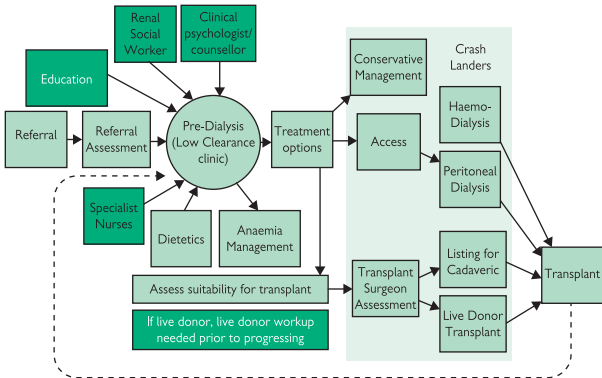 Renal
Social
Worker
Clinical
psychologist/
counsellor
Education
Crash
Landers
Conservative
Management
Referral
Referral
Assessment
Pre-Dialysis
(Low Clearance
clinic)
Treatment
options
Access
Haemo-
Dialysis
Peritoneal
Dialysis
Specialist
Nurses
Dietetics
Anaemia
Management
Assess suitability for transplant
If live donor, live donor workup
needed prior to progressing
Transplant
Surgeon
Assessment
Listing for
Cadaveric
Live Donor
Transplant
Transplant